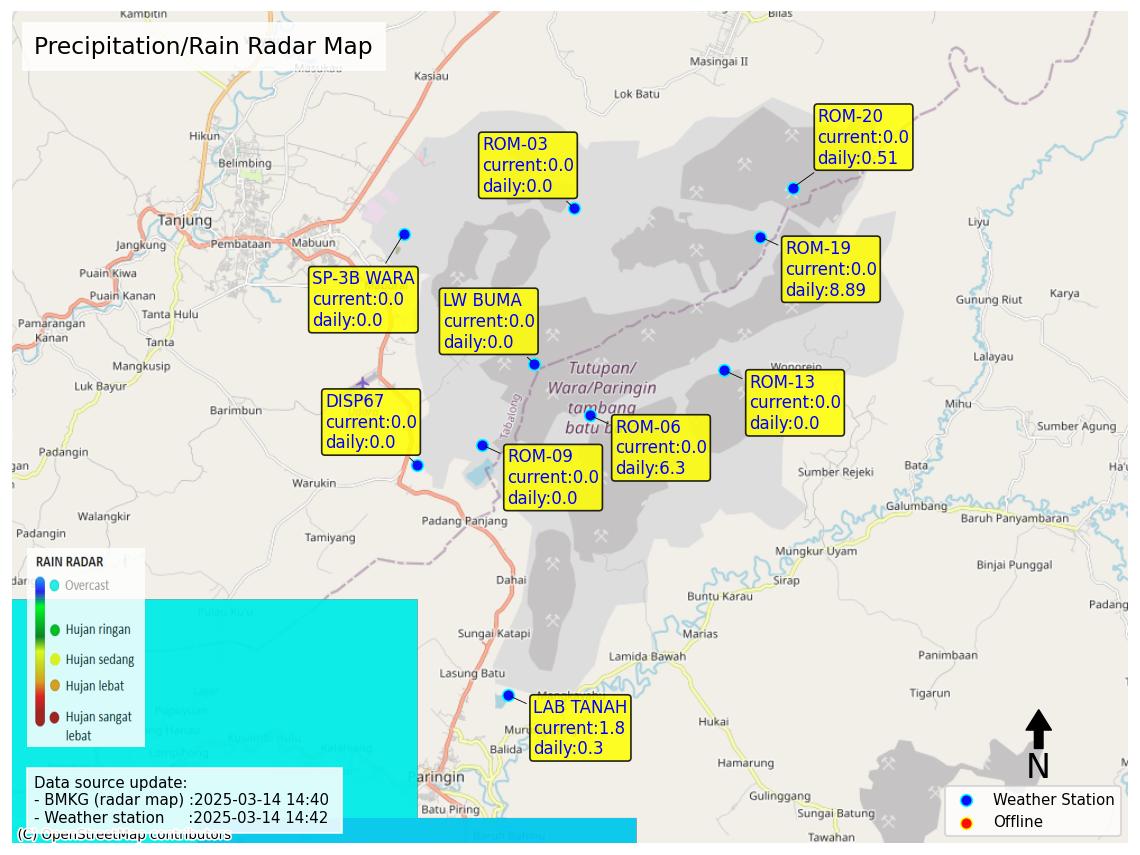 Precipitation/Rain Radar Map
Kambitin
Bilas
Masingai II
Kasiau
Lok Batu
Hikun
Belimbing
Tanjung
Jangkung
Pembataan
Mabuun
Puain Kiwa
Puain Kanan
Tanta Hulu
Pamarangan
Kanan
Tanta
Mangkusip
Luk Bayur
Barimbun
ROM-03
current:0.0
daily:0.0
ROM-20
current:0.0
daily:0.51
ROM-19
current:0.0
daily:8.89
SP-3B WARA
current:0.0
daily:0.0
LW BUMA
current:0.0
daily:0.0
Liyu
Gunung Riut
Karya
Lalayau
Mihu
Sumber Agung
Tutupan/
Wara/Paringin
tambang
batu
Tabalong
Wonorejo
ROM-13
current:0.0
daily:0.0
DISP67
current:0.0
daily:0.0
ROM-06
current:0.0
daily:6.3
ROM-09
current:0.0
daily:0.0
Padangin
Warukin
Walangkir
Padangin
Tamiyang
Padang Panjang
Sumber Rejeki
Bata
Galumbang
Baruh Panyambaran
Mungkur Uyam
Binjai Punggal
Sirap
Dahai
Buntu Karau
Padang
Sungai Katapi
Marias
Lamida Bawah
Panimbaan
Lasung Batu
Tigarun
RAIN RADAR
Overcast
Hujan ringan
Hujan sedang
Hujan lebat
Hujan sangat
lebat
LAB TANAH
current:1.8
daily:0.3
Hukai
Balida
Hamarung
Paringin
Batu Piring
Gulinggang
Sungai Batung
Tawahan
Data source update:
- BMKG (radar map) :2025-03-14 14:40
- Weather station :2025-03-14 14:42
(C) OpenStreetMap contributors
N
Weather Station
Offline